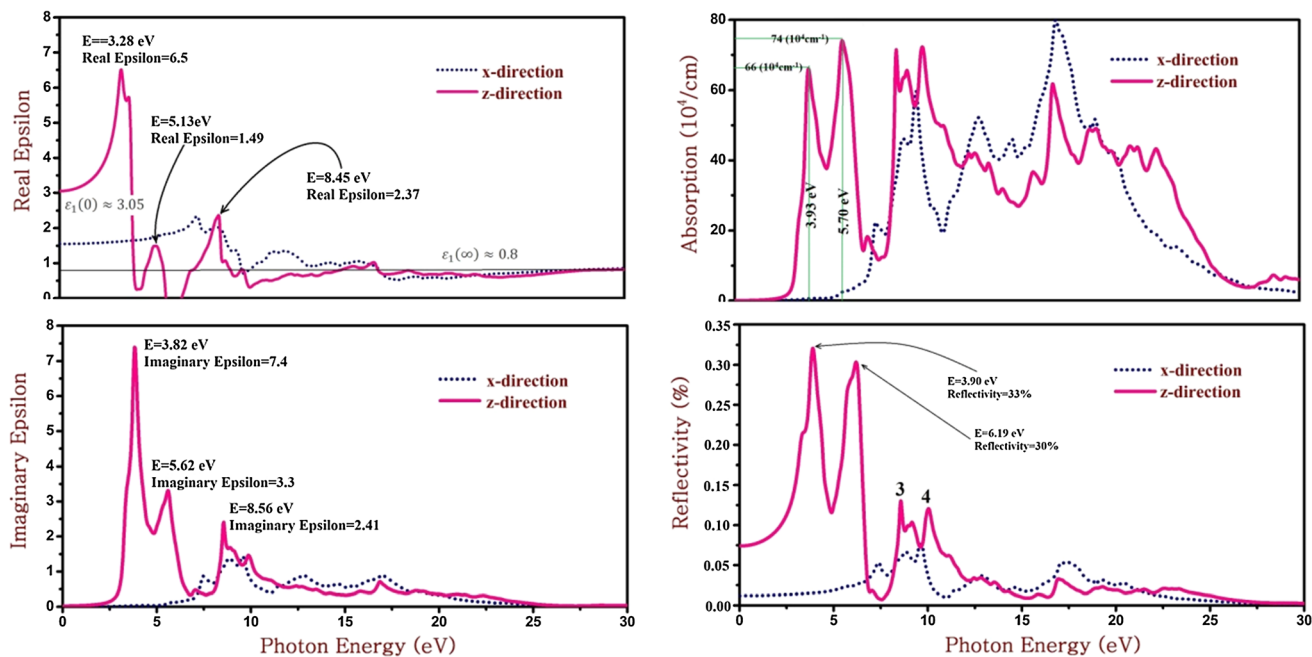 8
7
6
5
4
3
2
1
0
Real Epsilon
E==3.28 eV
Real Epsilon=6.5
E=5.13eV
Real Epsilon=1.49
E=8.45 eV
Real Epsilon=2.37
x-direction
z-direction
ε₁(0) ≈ 3.05
ε₁(∞) ≈ 0.8
80
60
40
20
0
Absorption (10⁴/cm)
74 (10⁴cm⁻¹)
66 (10⁴cm⁻¹)
3.93 eV
5.70 eV
x-direction
z-direction
8
7
6
5
4
3
2
1
0
Imaginary Epsilon
E=3.82 eV
Imaginary Epsilon=7.4
E=5.62 eV
Imaginary Epsilon=3.3
E=8.56 eV
Imaginary Epsilon=2.41
x-direction
z-direction
0 5 10 15 20 25 30
Photon Energy (eV)
0.35
0.30
0.25
0.20
0.15
0.10
0.05
0.00
Reflectivity (%)
E=3.90 eV
Reflectivity=33%
E=6.19 eV
Reflectivity=30%
3 4
x-direction
z-direction
0 5 10 15 20 25 30
Photon Energy (eV)